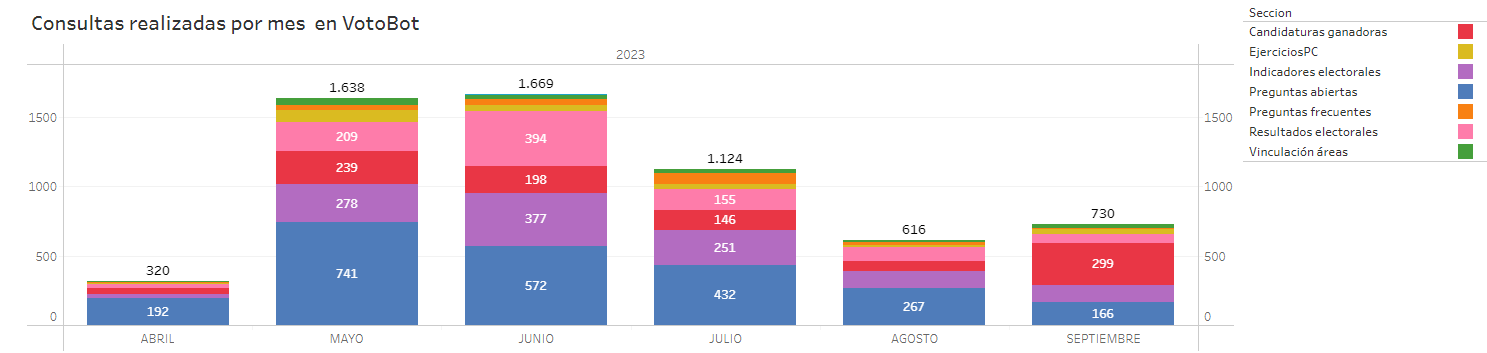 Consultas realizadas por mes  en VotoBot
Seccion
Candidaturas ganadoras
EjerciciosPC
Indicadores electorales
Preguntas abiertas
Preguntas frecuentes
Resultados electorales
Vinculación áreas
2023
1.638
1.669
1500
1500
209
394
239
198
1.124
1000
1000
278
377
155
146
251
741
572
432
616
730
500
500
299
320
192
267
166
0
0
ABRIL
MAYO
JUNIO
JULIO
AGOSTO
SEPTIEMBRE